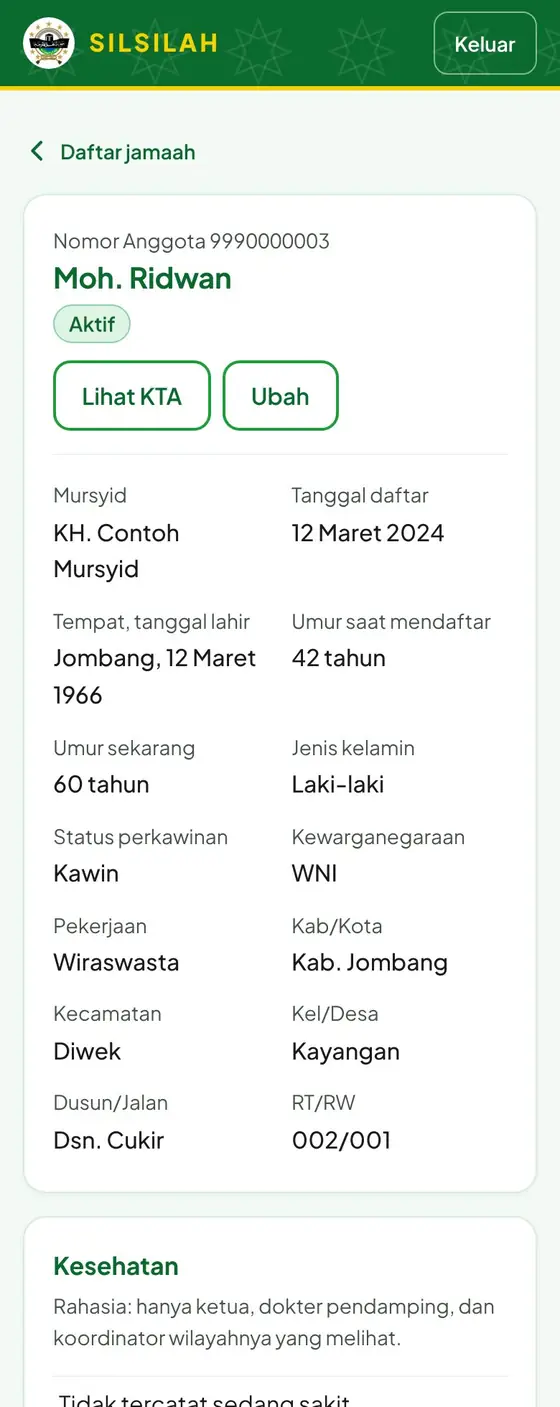 SILSILAH
Keluar
Daftar jamaah
Nomor Anggota 9990000003
Moh. Ridwan
Aktif
Lihat KTA
Ubah
Mursyid
KH. Contoh
Mursyid
Tanggal daftar
12 Maret 2024
Tempat, tanggal lahir
Jombang, 12 Maret
1966
Umur saat mendaftar
42 tahun
Umur sekarang
60 tahun
Jenis kelamin
Laki-laki
Status perkawinan
Kawin
Kewarganegaraan
WNI
Pekerjaan
Wiraswasta
Kab/Kota
Kab. Jombang
Kecamatan
Diwek
Kel/Desa
Kayangan
Dusun/Jalan
Dsn. Cukir
RT/RW
002/001
Kesehatan
Rahasia: hanya ketua, dokter pendamping, dan
koordinator wilayahnya yang melihat.
Tidak tercatat sedang sakit